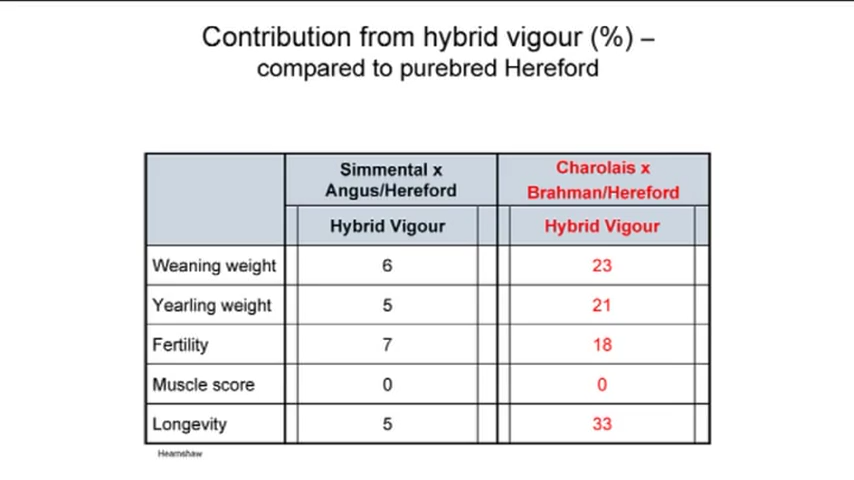 Contribution from hybrid vigour (%) –
compared to purebred Hereford
Simmental x
Angus/Hereford
Charolais x
Brahman/Hereford
Hybrid Vigour
Hybrid Vigour
Weaning weight 6 23
Yearling weight 5 21
Fertility 7 18
Muscle score 0 0
Longevity 5 33
Hearnshaw